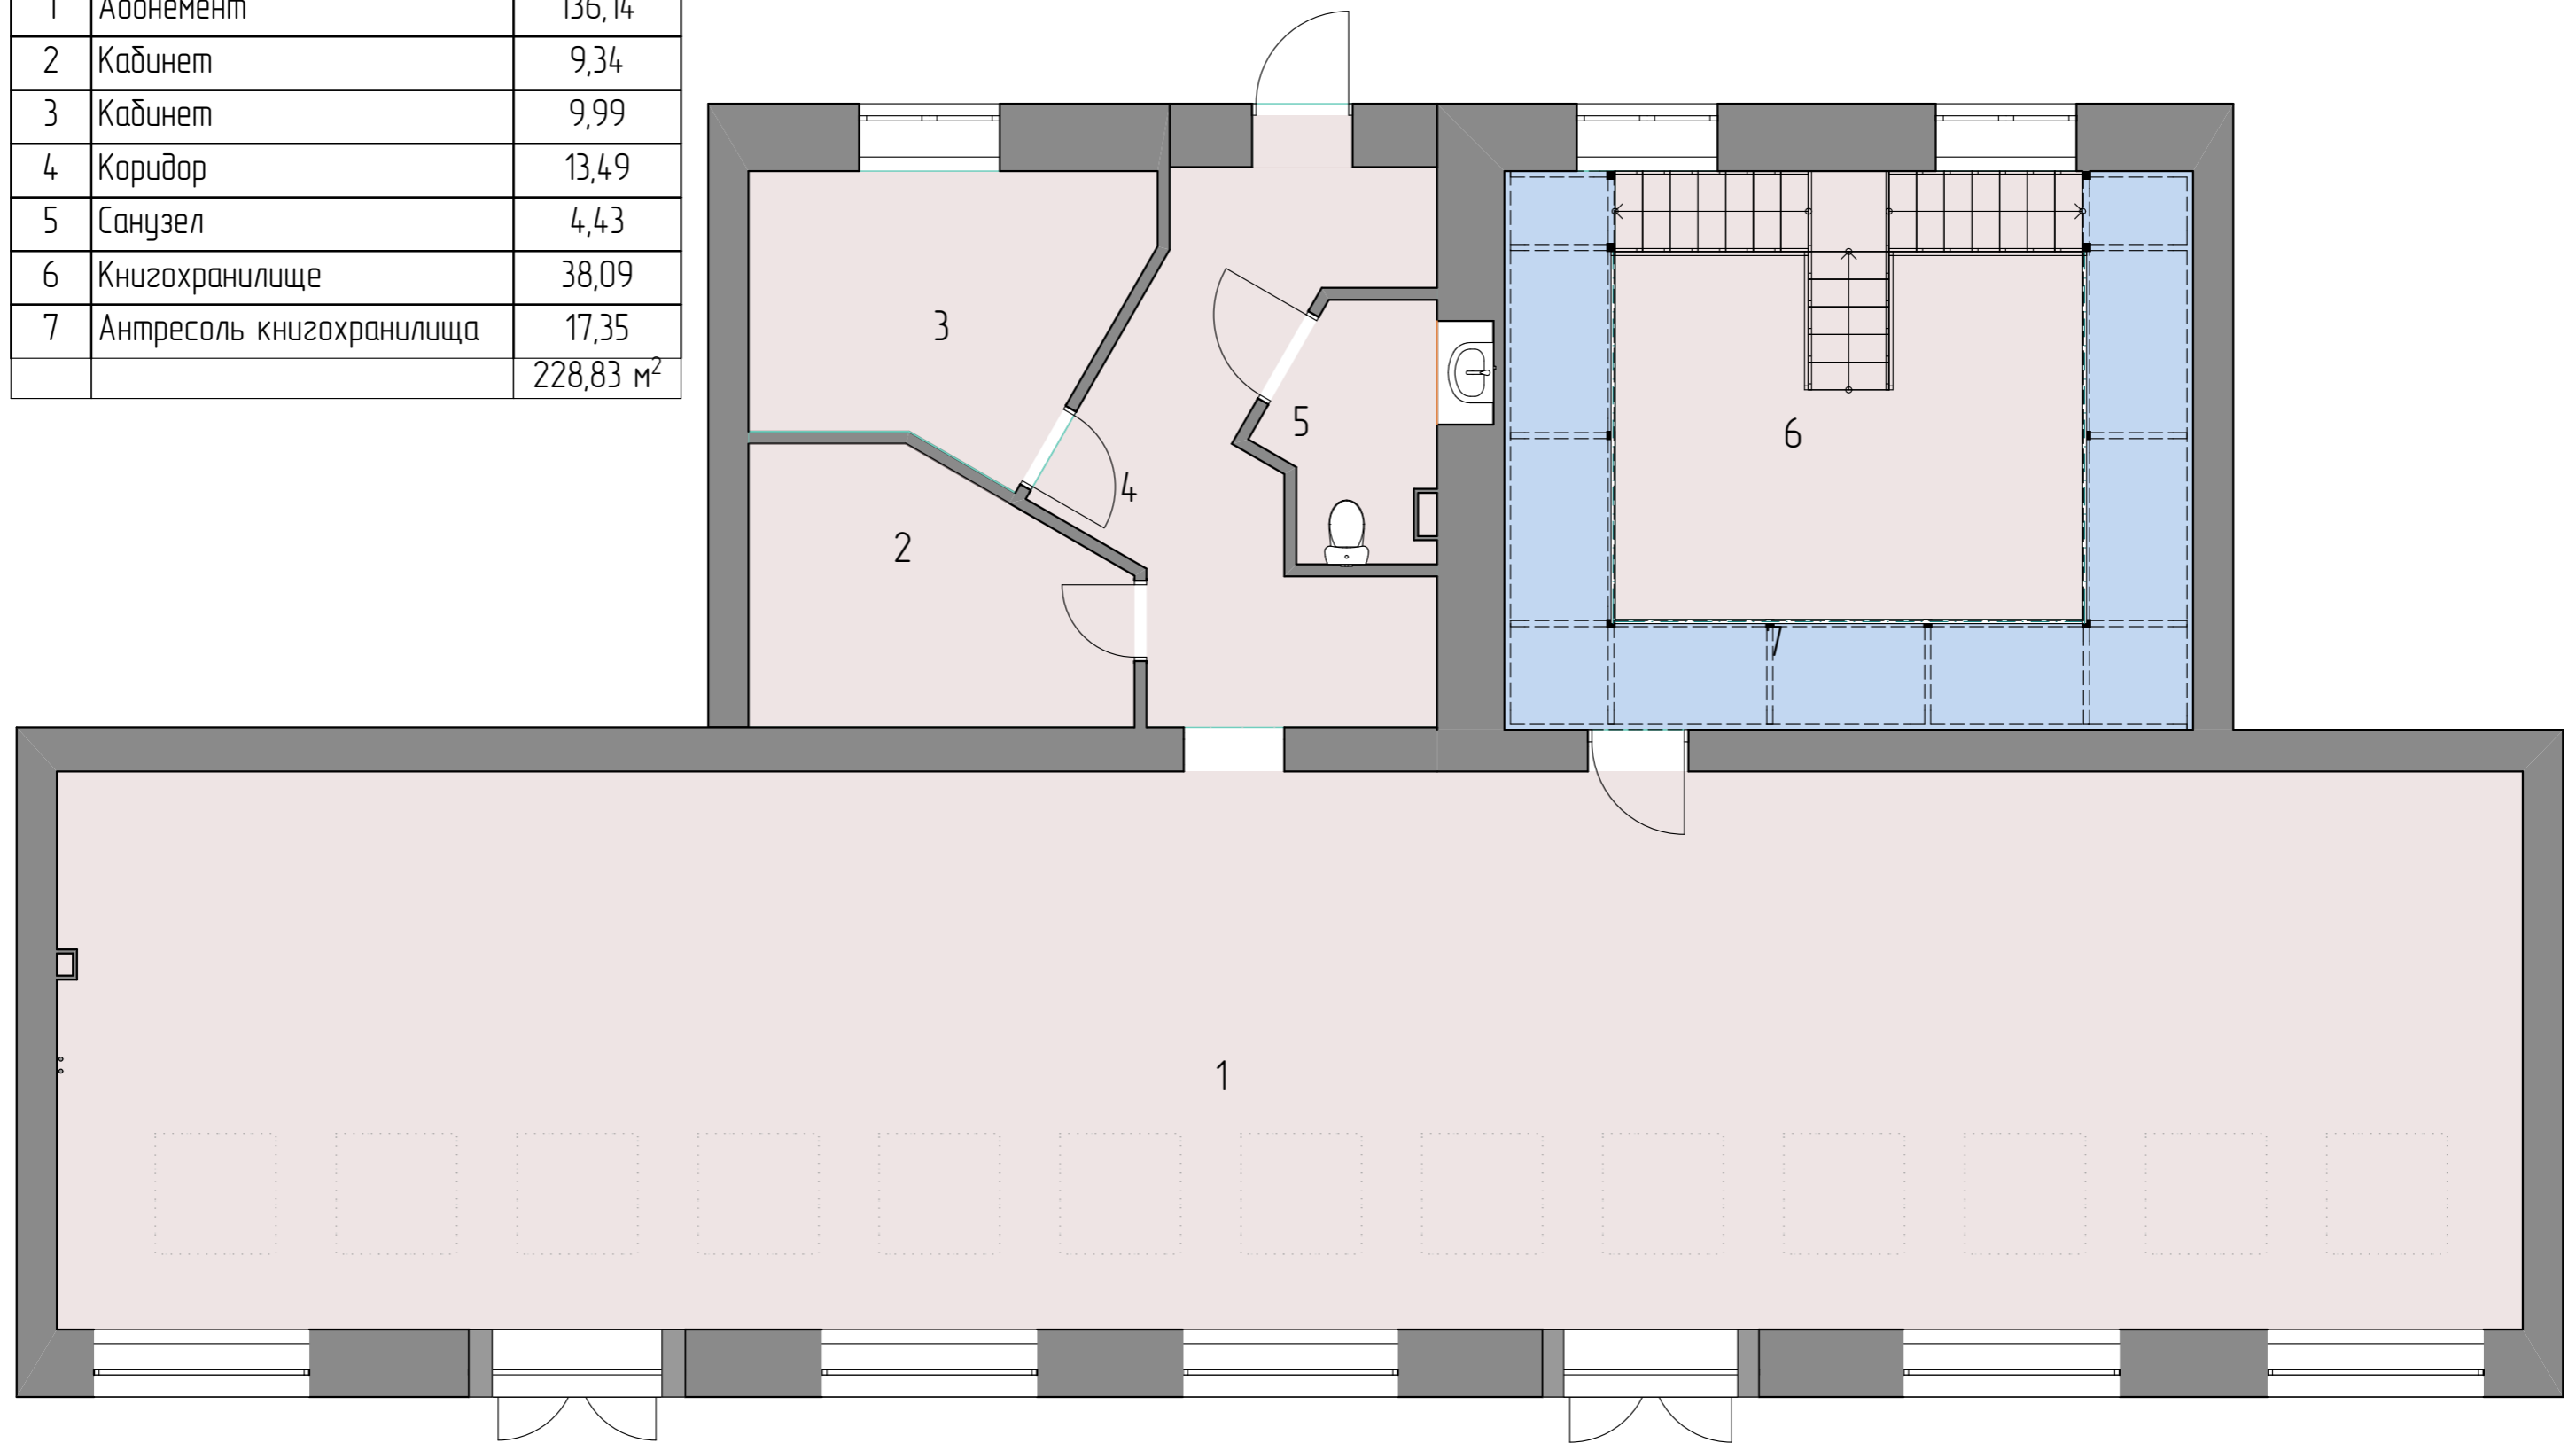 1 Абонемент 136,14
2 Кабинет 9,34
3 Кабинет 9,99
4 Коридор 13,49
5 Санузел 4,43
6 Книгохранилище 38,09
7 Антресоль книгохранилища 17,35
228,83 м²
3
4
5
6
2
7
1